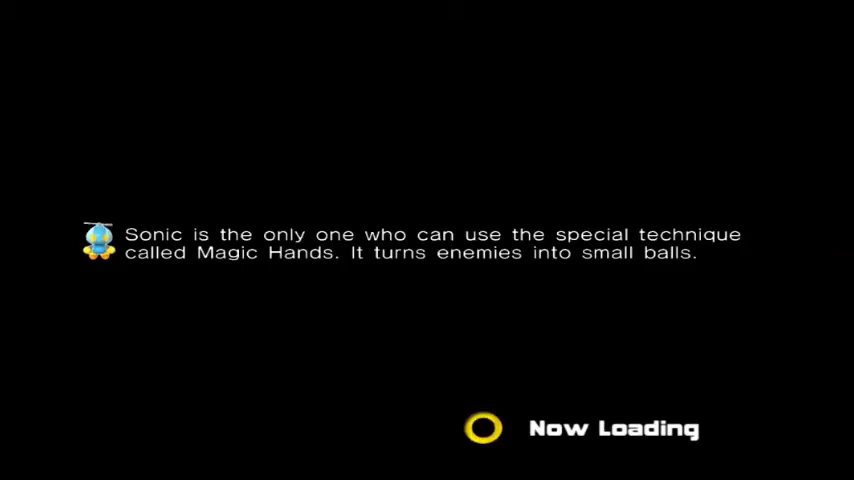 Sonic is the only one who can use the special technique
called Magic Hands. It turns enemies into small balls.
Now Loading